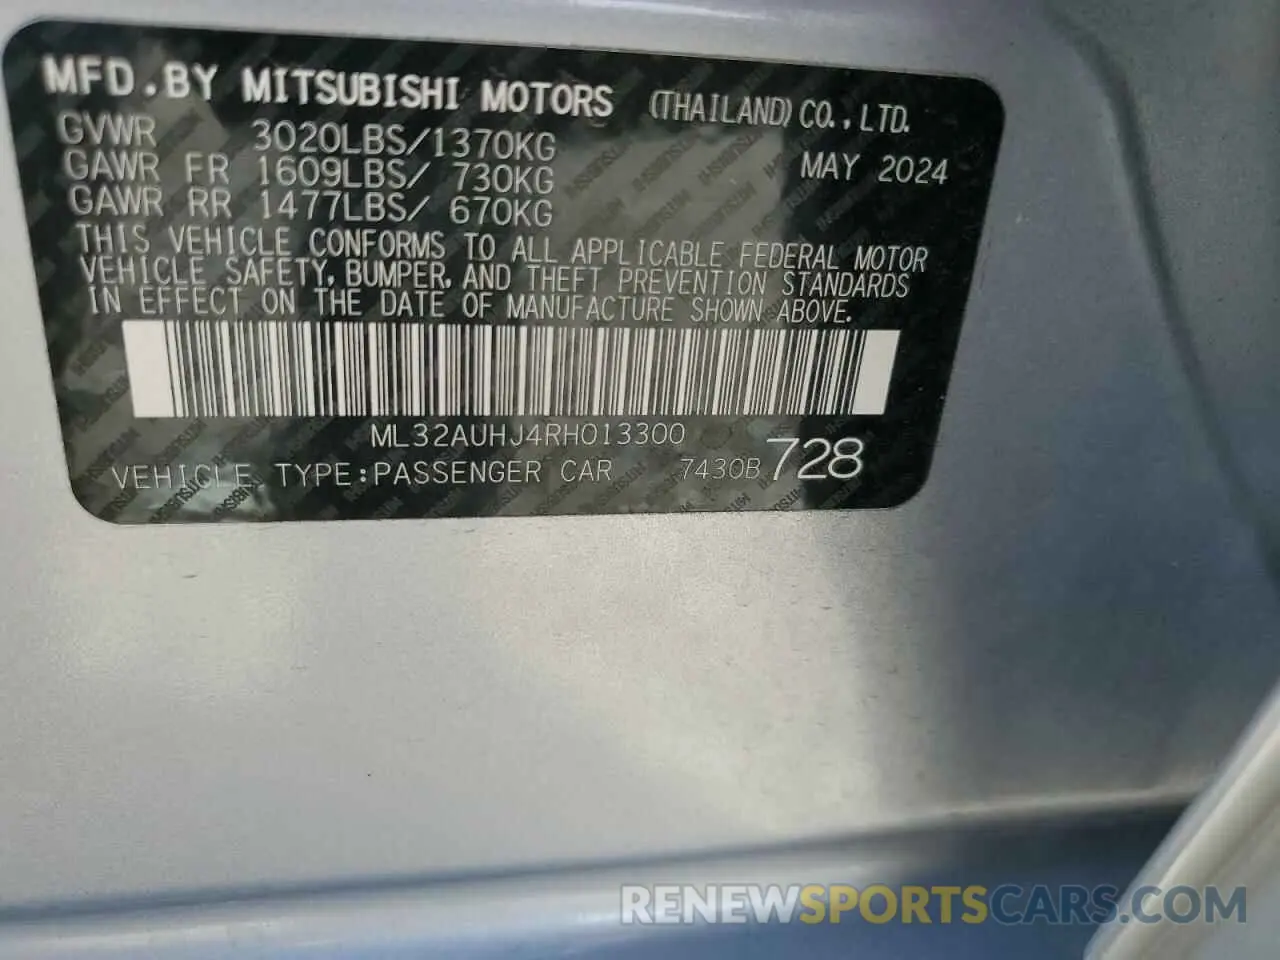 MFD.BY MITSUBISHI MOTORS (THAILAND) CO.,LTD.
GVWR 3020LBS/1370KG
MAY 2024
GAWR FR 1609LBS/ 730KG
GAWR RR 1477LBS/ 670KG
THIS VEHICLE CONFORMS TO ALL APPLICABLE FEDERAL MOTOR
VEHICLE SAFETY, BUMPER, AND THEFT PREVENTION STANDARDS
IN EFFECT ON THE DATE OF MANUFACTURE SHOWN ABOVE.
ML32AUHJ4RH013300
VEHICLE TYPE:PASSENGER CAR 7430B 728
RENEWSPORTSCARS.COM